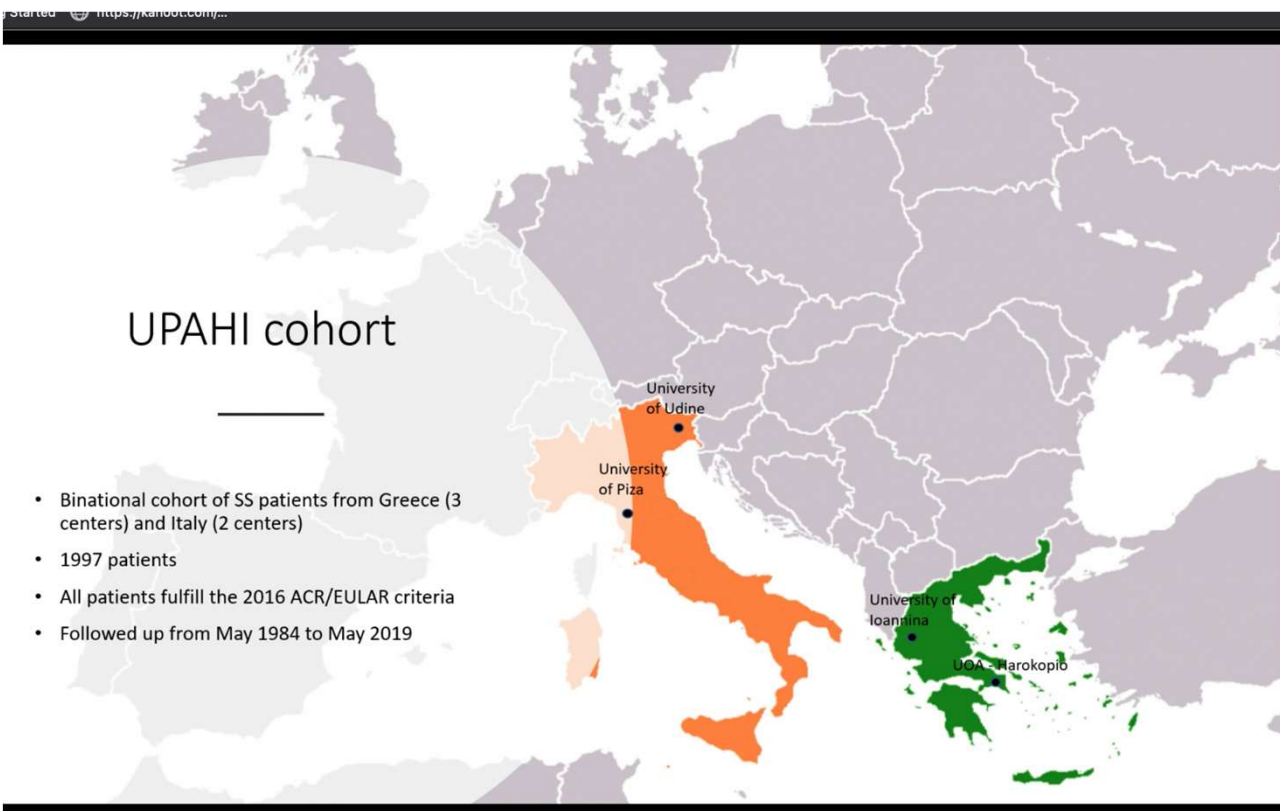 Started https://kahoot.com/...
UPAHI cohort
• Binational cohort of SS patients from Greece (3
centers) and Italy (2 centers)
• 1997 patients
• All patients fulfill the 2016 ACR/EULAR criteria
• Followed up from May 1984 to May 2019
University
of Udine
University
of Piza
University of
Ioannina
UOA - Harokopio